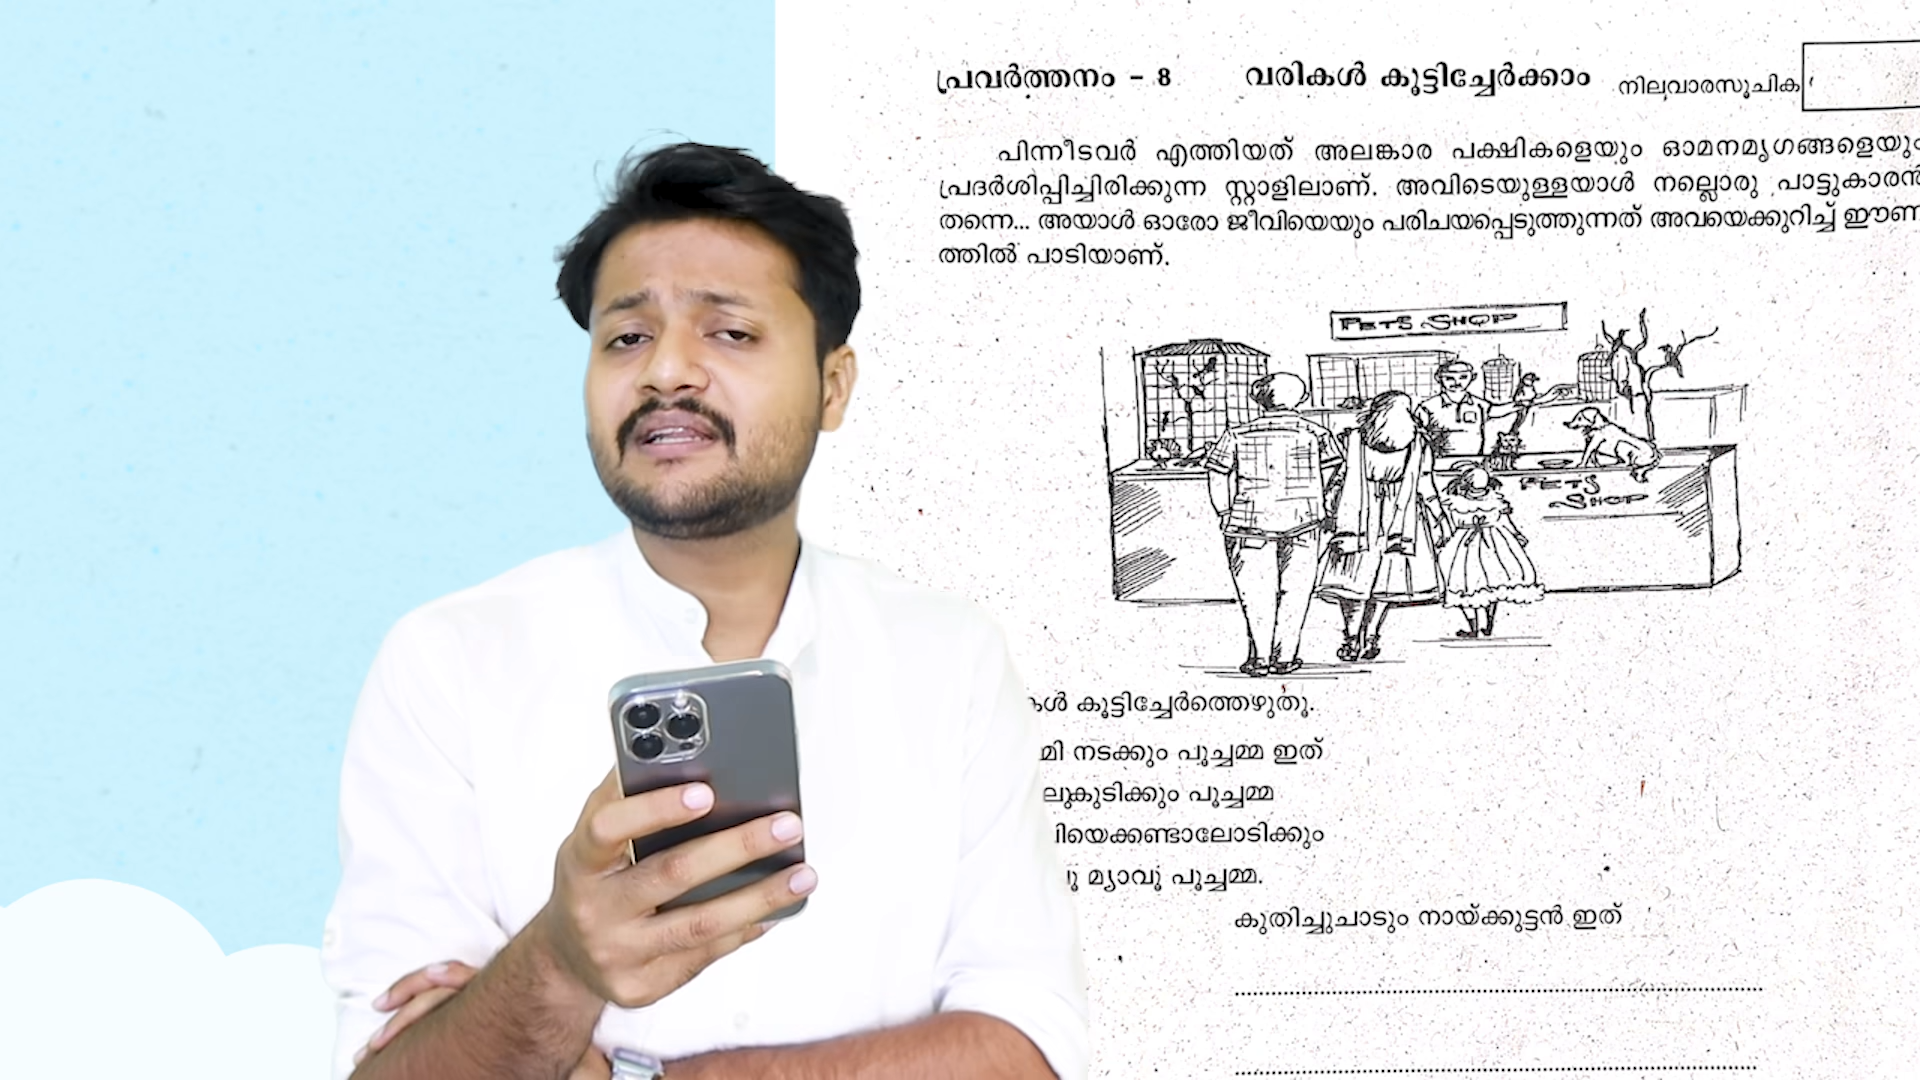 പ്രവർത്തനം - 8 വരികൾ കൂട്ടിച്ചേർക്കാം നിലവാരസൂചിക
പിന്നീടവർ എത്തിയത് അലങ്കാര പക്ഷികളെയും ഓമനമൃഗങ്ങളെയും
പ്രദർശിപ്പിച്ചിരിക്കുന്ന സ്റ്റാളിലാണ്. അവിടെയുള്ളയാൾ നല്ലൊരു പാട്ടുകാരൻ
തന്നെ... അയാൾ ഓരോ ജീവിയെയും പരിചയപ്പെടുത്തുന്നത് അവയെക്കുറിച്ച് ഈണ
ത്തിൽ പാടിയാണ്.
PETS SHOP
PETS
SHOP
കൂട്ടിച്ചേർത്തെഴുതൂ.
നടക്കും പൂച്ചമ്മ ഇത്
പൂച്ചമ്മ
മ്യാവൂ പൂച്ചമ്മ.
കുതിച്ചുചാടും നായ്ക്കുട്ടൻ ഇത്